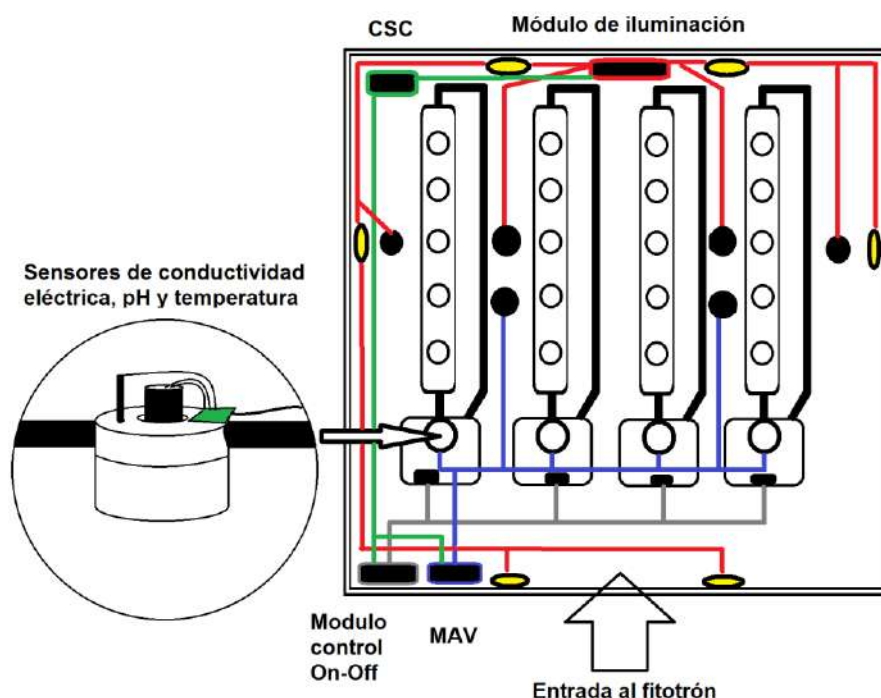 CSC
Módulo de iluminación
Sensores de conductividad
eléctrica, pH y temperatura
Modulo
control
On-Off
MAV
Entrada al fitotrón